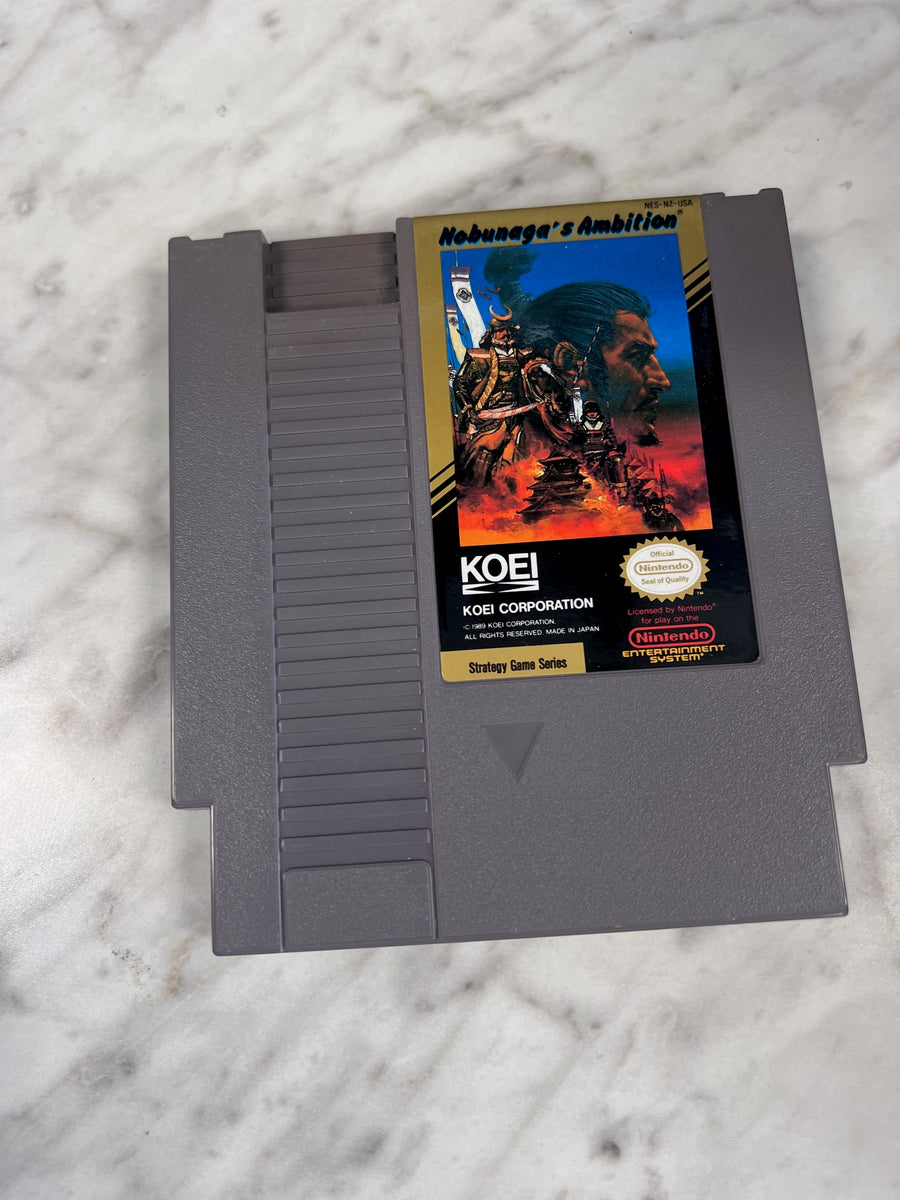 NES-NZ-USA
Nobunaga's Ambition®
KOEI
KOEI CORPORATION
© 1989 KOEI CORPORATION.
ALL RIGHTS RESERVED. MADE IN JAPAN
Strategy Game Series
Official
Nintendo
Seal of Quality
TM
Licensed by Nintendo®
for play on the
Nintendo
ENTERTAINMENT
SYSTEM®